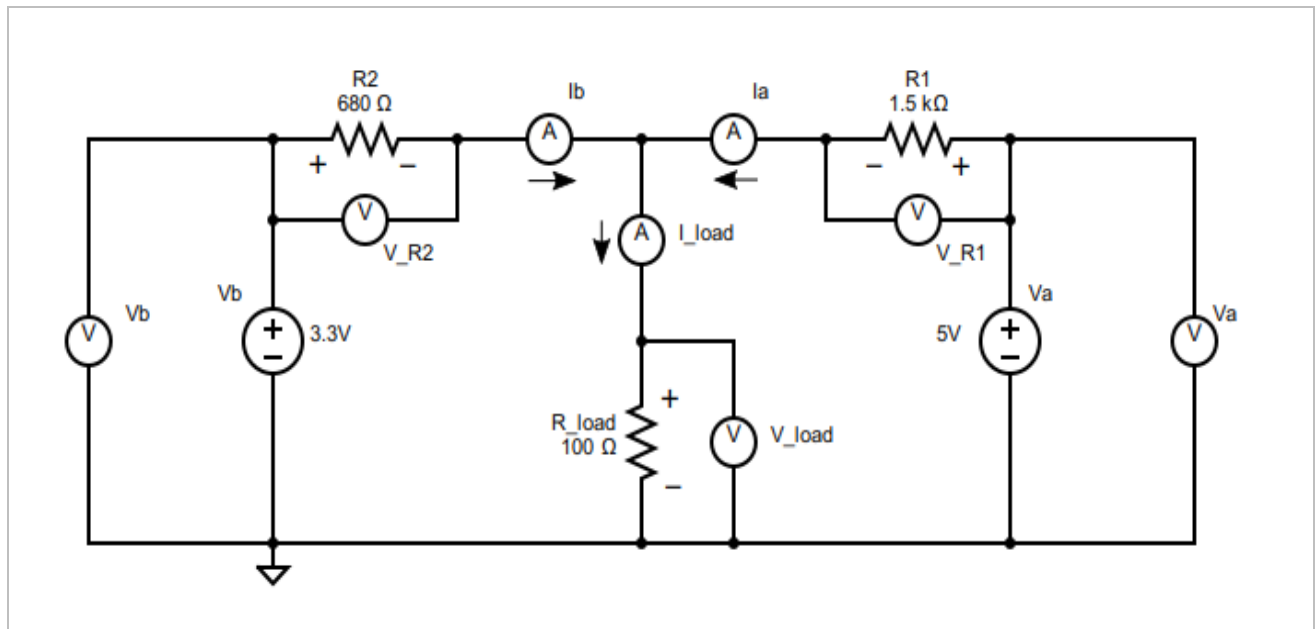 R2
680 Ω
Ib
Ia
R1
1.5 kΩ
A
A
+
−
−
+
V
V_R2
A
I_load
V
V_R1
Vb
V
Vb
+
−
3.3V
Va
5V
+
−
Va
V
R_load
100 Ω
+
−
V
V_load